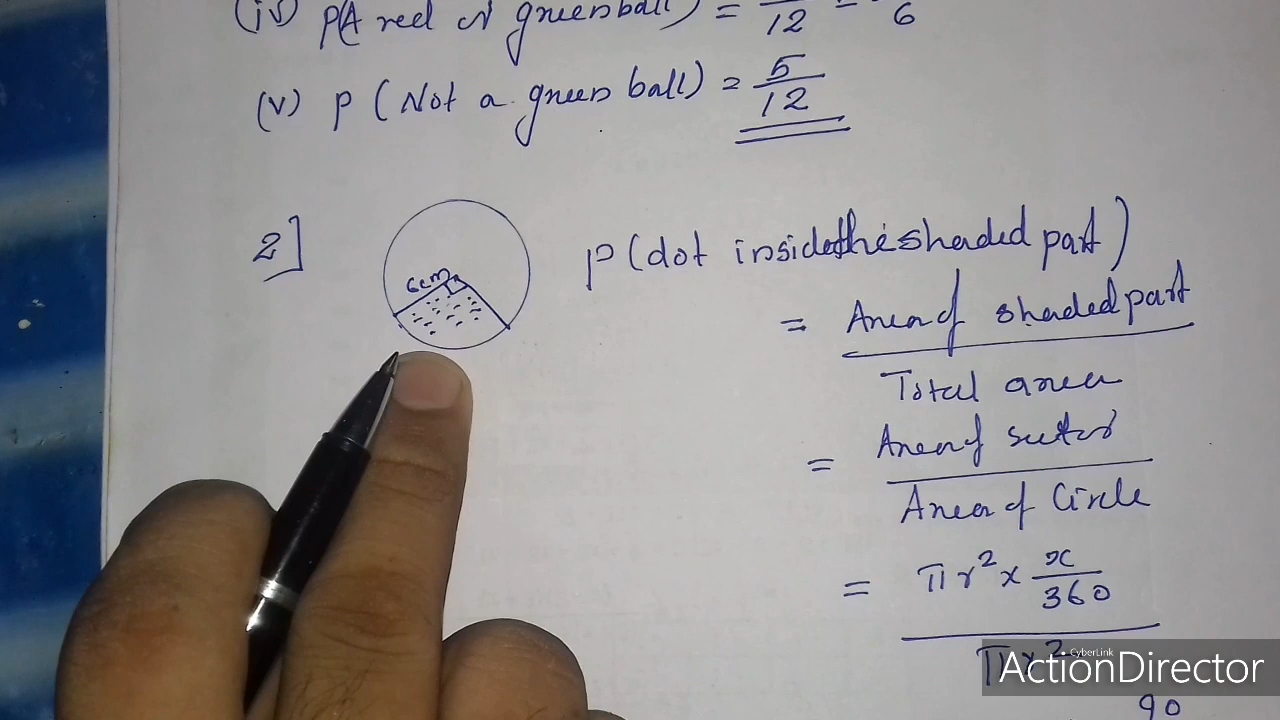 (iv) P(A red or green ball) = /12 = /6
(v) P (Not a green ball) = 5/12
2]
6cm
P(dot inside the shaded part)
= Area of shaded part
Total area
= Area of sector
Area of Circle
= πr² × x/360
πr²
90
CyberLink
ActionDirector